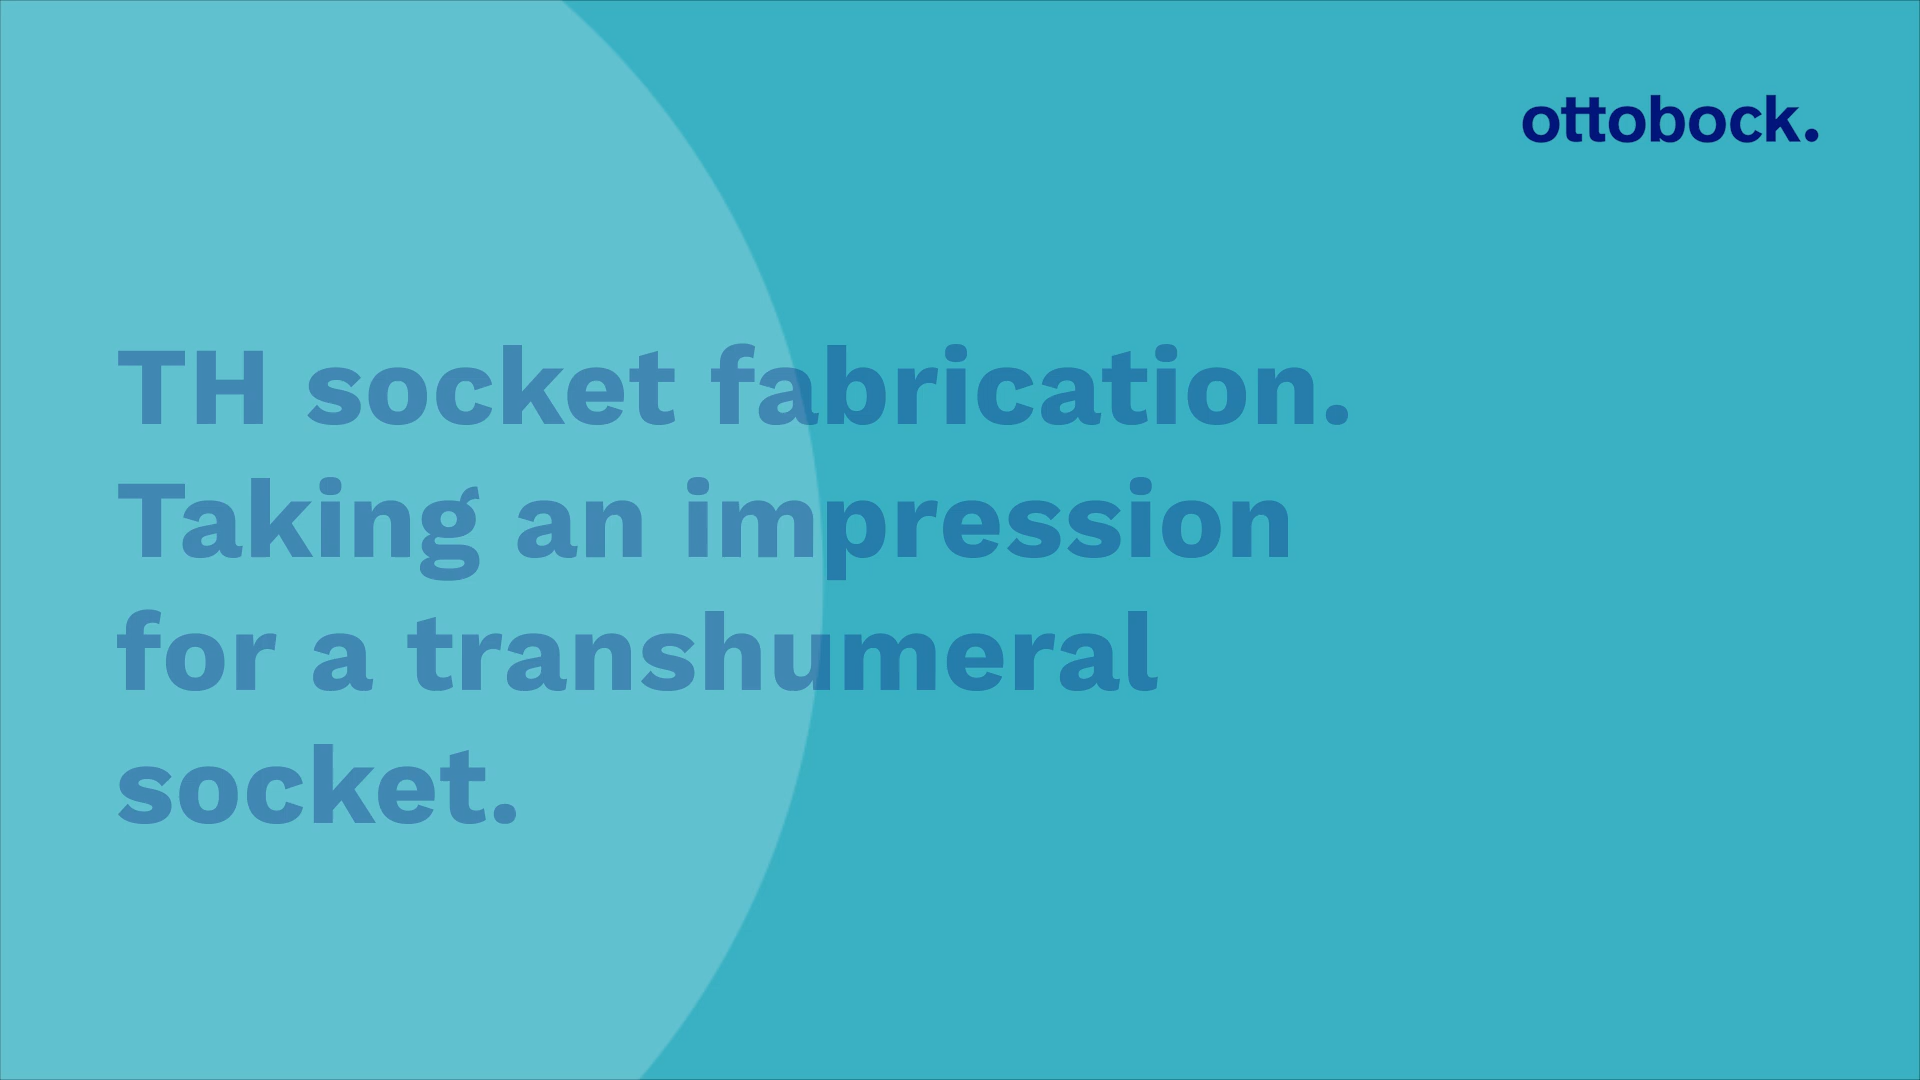 ottobock.
TH socket fabrication.
Taking an impression
for a transhumeral
socket.